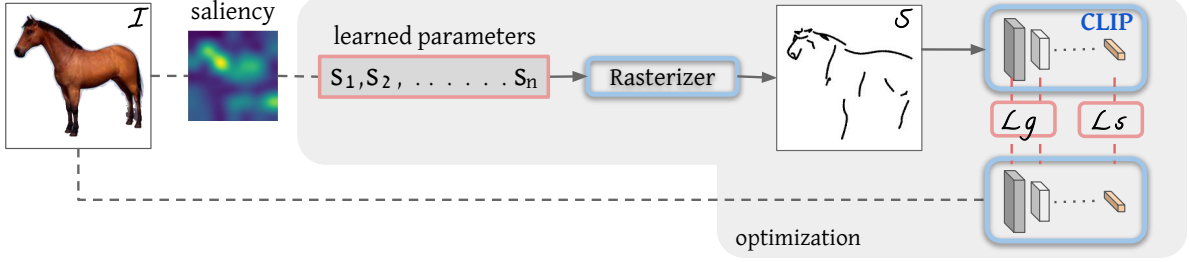 I
saliency
learned parameters
S1,S2, . . . . . . Sn
Rasterizer
S
CLIP
Lg
Ls
optimization